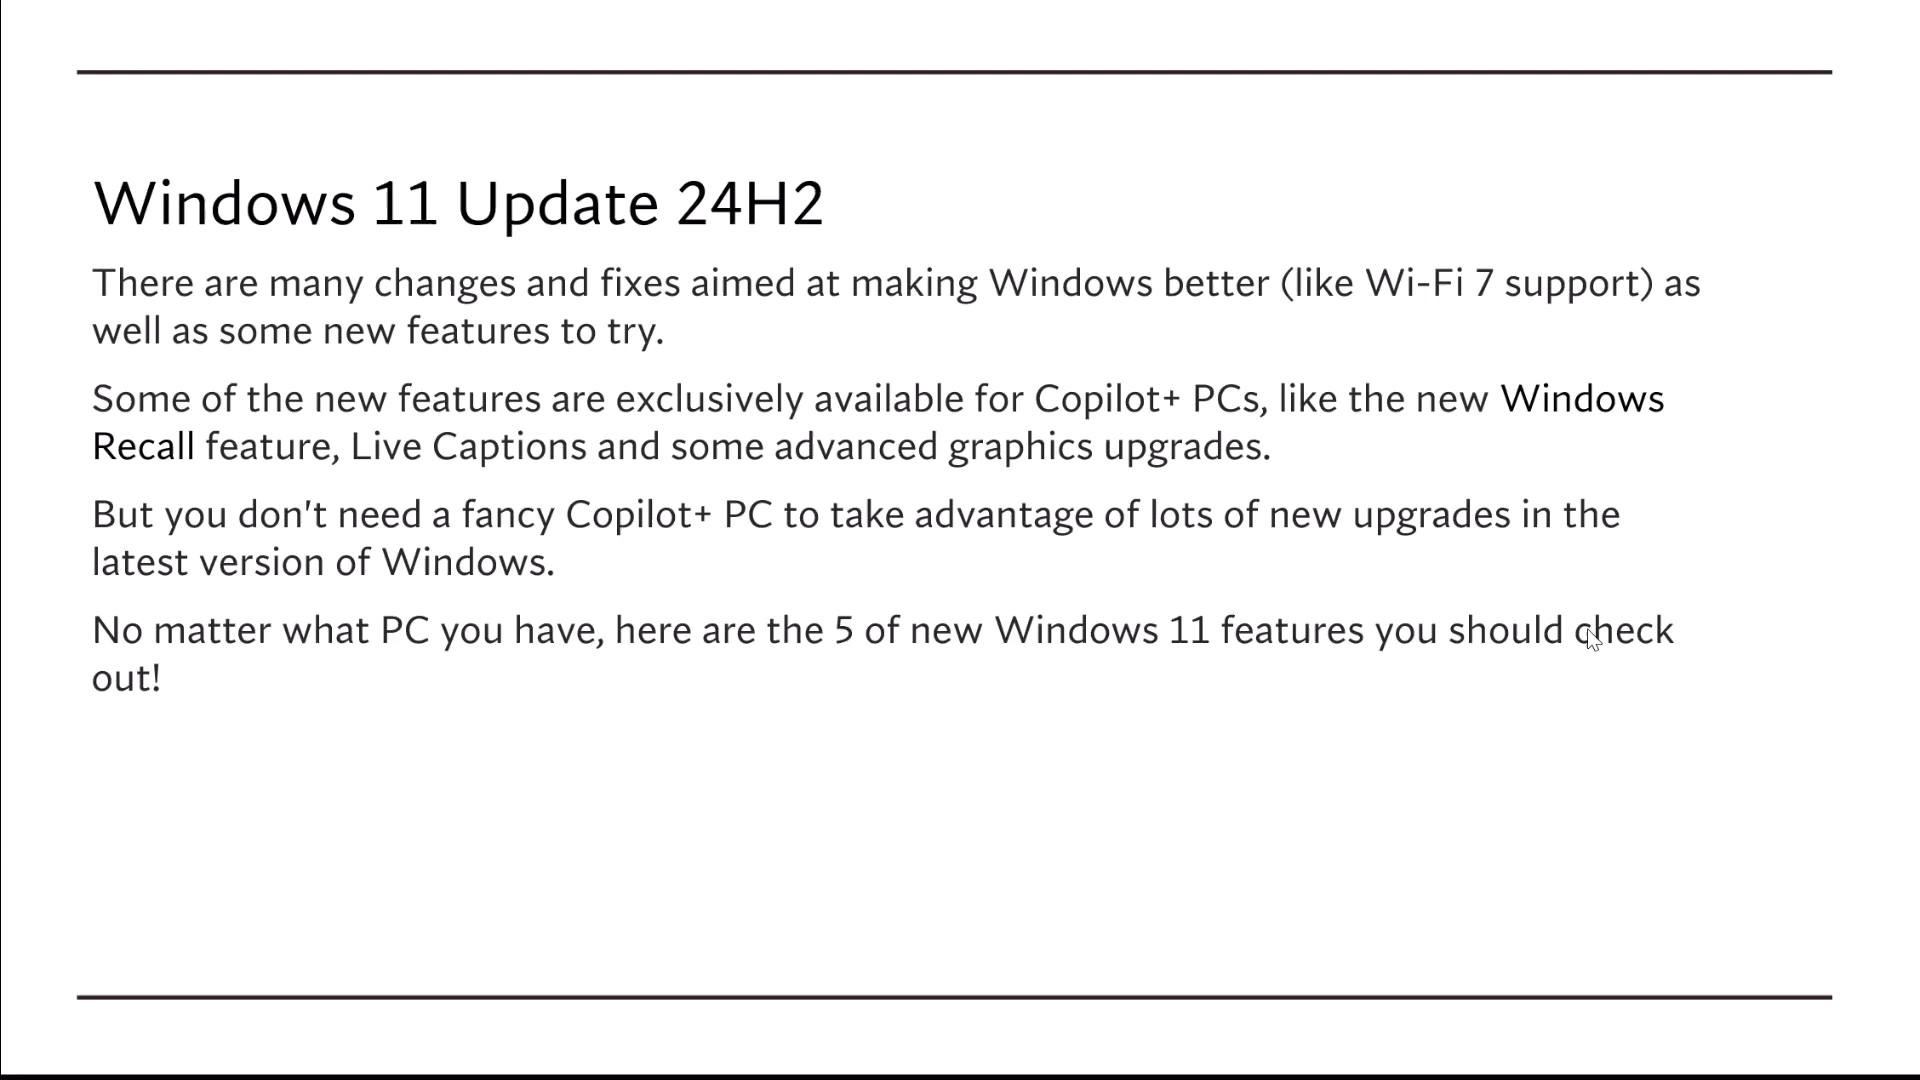 Windows 11 Update 24H2
There are many changes and fixes aimed at making Windows better (like Wi-Fi 7 support) as
well as some new features to try.
Some of the new features are exclusively available for Copilot+ PCs, like the new Windows
Recall feature, Live Captions and some advanced graphics upgrades.
But you don't need a fancy Copilot+ PC to take advantage of lots of new upgrades in the
latest version of Windows.
No matter what PC you have, here are the 5 of new Windows 11 features you should check
out!